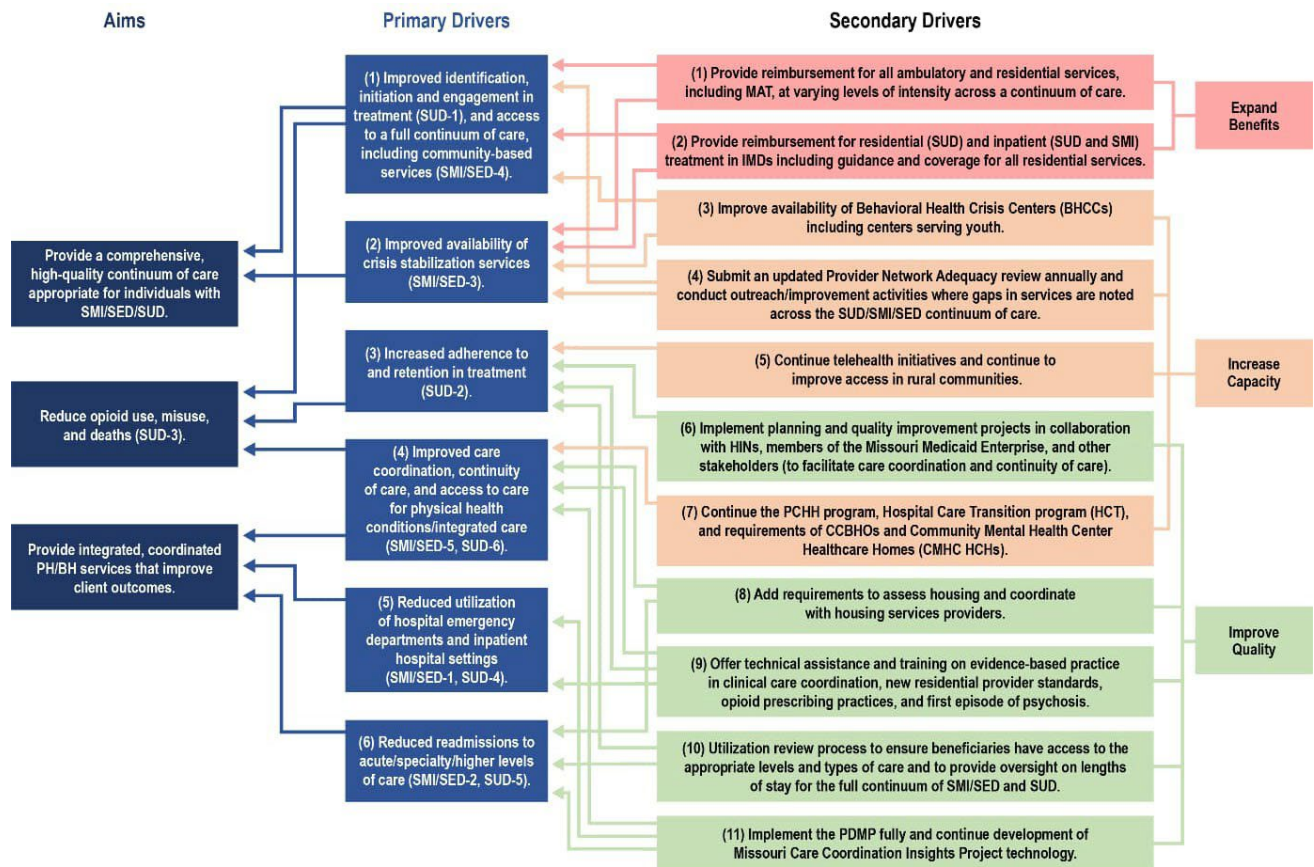 Aims
Primary Drivers
Secondary Drivers
Provide a comprehensive,
high-quality continuum of care
appropriate for individuals with
SMI/SED/SUD.
Reduce opioid use, misuse,
and deaths (SUD-3).
Provide integrated, coordinated
PH/BH services that improve
client outcomes.
(1) Improved identification,
initiation and engagement in
treatment (SUD-1), and access
to a full continuum of care,
including community-based
services (SMI/SED-4).
(2) Improved availability of
crisis stabilization services
(SMI/SED-3).
(3) Increased adherence to
and retention in treatment
(SUD-2).
(4) Improved care
coordination, continuity
of care, and access to care
for physical health
conditions/integrated care
(SMI/SED-5, SUD-6).
(5) Reduced utilization
of hospital emergency
departments and inpatient
hospital settings
(SMI/SED-1, SUD-4).
(6) Reduced readmissions to
acute/specialty/higher levels
of care (SMI/SED-2, SUD-5).
(1) Provide reimbursement for all ambulatory and residential services,
including MAT, at varying levels of intensity across a continuum of care.
(2) Provide reimbursement for residential (SUD) and inpatient (SUD and SMI)
treatment in IMDs including guidance and coverage for all residential services.
(3) Improve availability of Behavioral Health Crisis Centers (BHCCs)
including centers serving youth.
(4) Submit an updated Provider Network Adequacy review annually and
conduct outreach/improvement activities where gaps in services are noted
across the SUD/SMI/SED continuum of care.
(5) Continue telehealth initiatives and continue to
improve access in rural communities.
(6) Implement planning and quality improvement projects in collaboration
with HINs, members of the Missouri Medicaid Enterprise, and other
stakeholders (to facilitate care coordination and continuity of care).
(7) Continue the PCHH program, Hospital Care Transition program (HCT),
and requirements of CCBHOs and Community Mental Health Center
Healthcare Homes (CMHC HCHs).
(8) Add requirements to assess housing and coordinate
with housing services providers.
(9) Offer technical assistance and training on evidence-based practice
in clinical care coordination, new residential provider standards,
opioid prescribing practices, and first episode of psychosis.
(10) Utilization review process to ensure beneficiaries have access to the
appropriate levels and types of care and to provide oversight on lengths
of stay for the full continuum of SMI/SED and SUD.
(11) Implement the PDMP fully and continue development of
Missouri Care Coordination Insights Project technology.
Expand
Benefits
Increase
Capacity
Improve
Quality